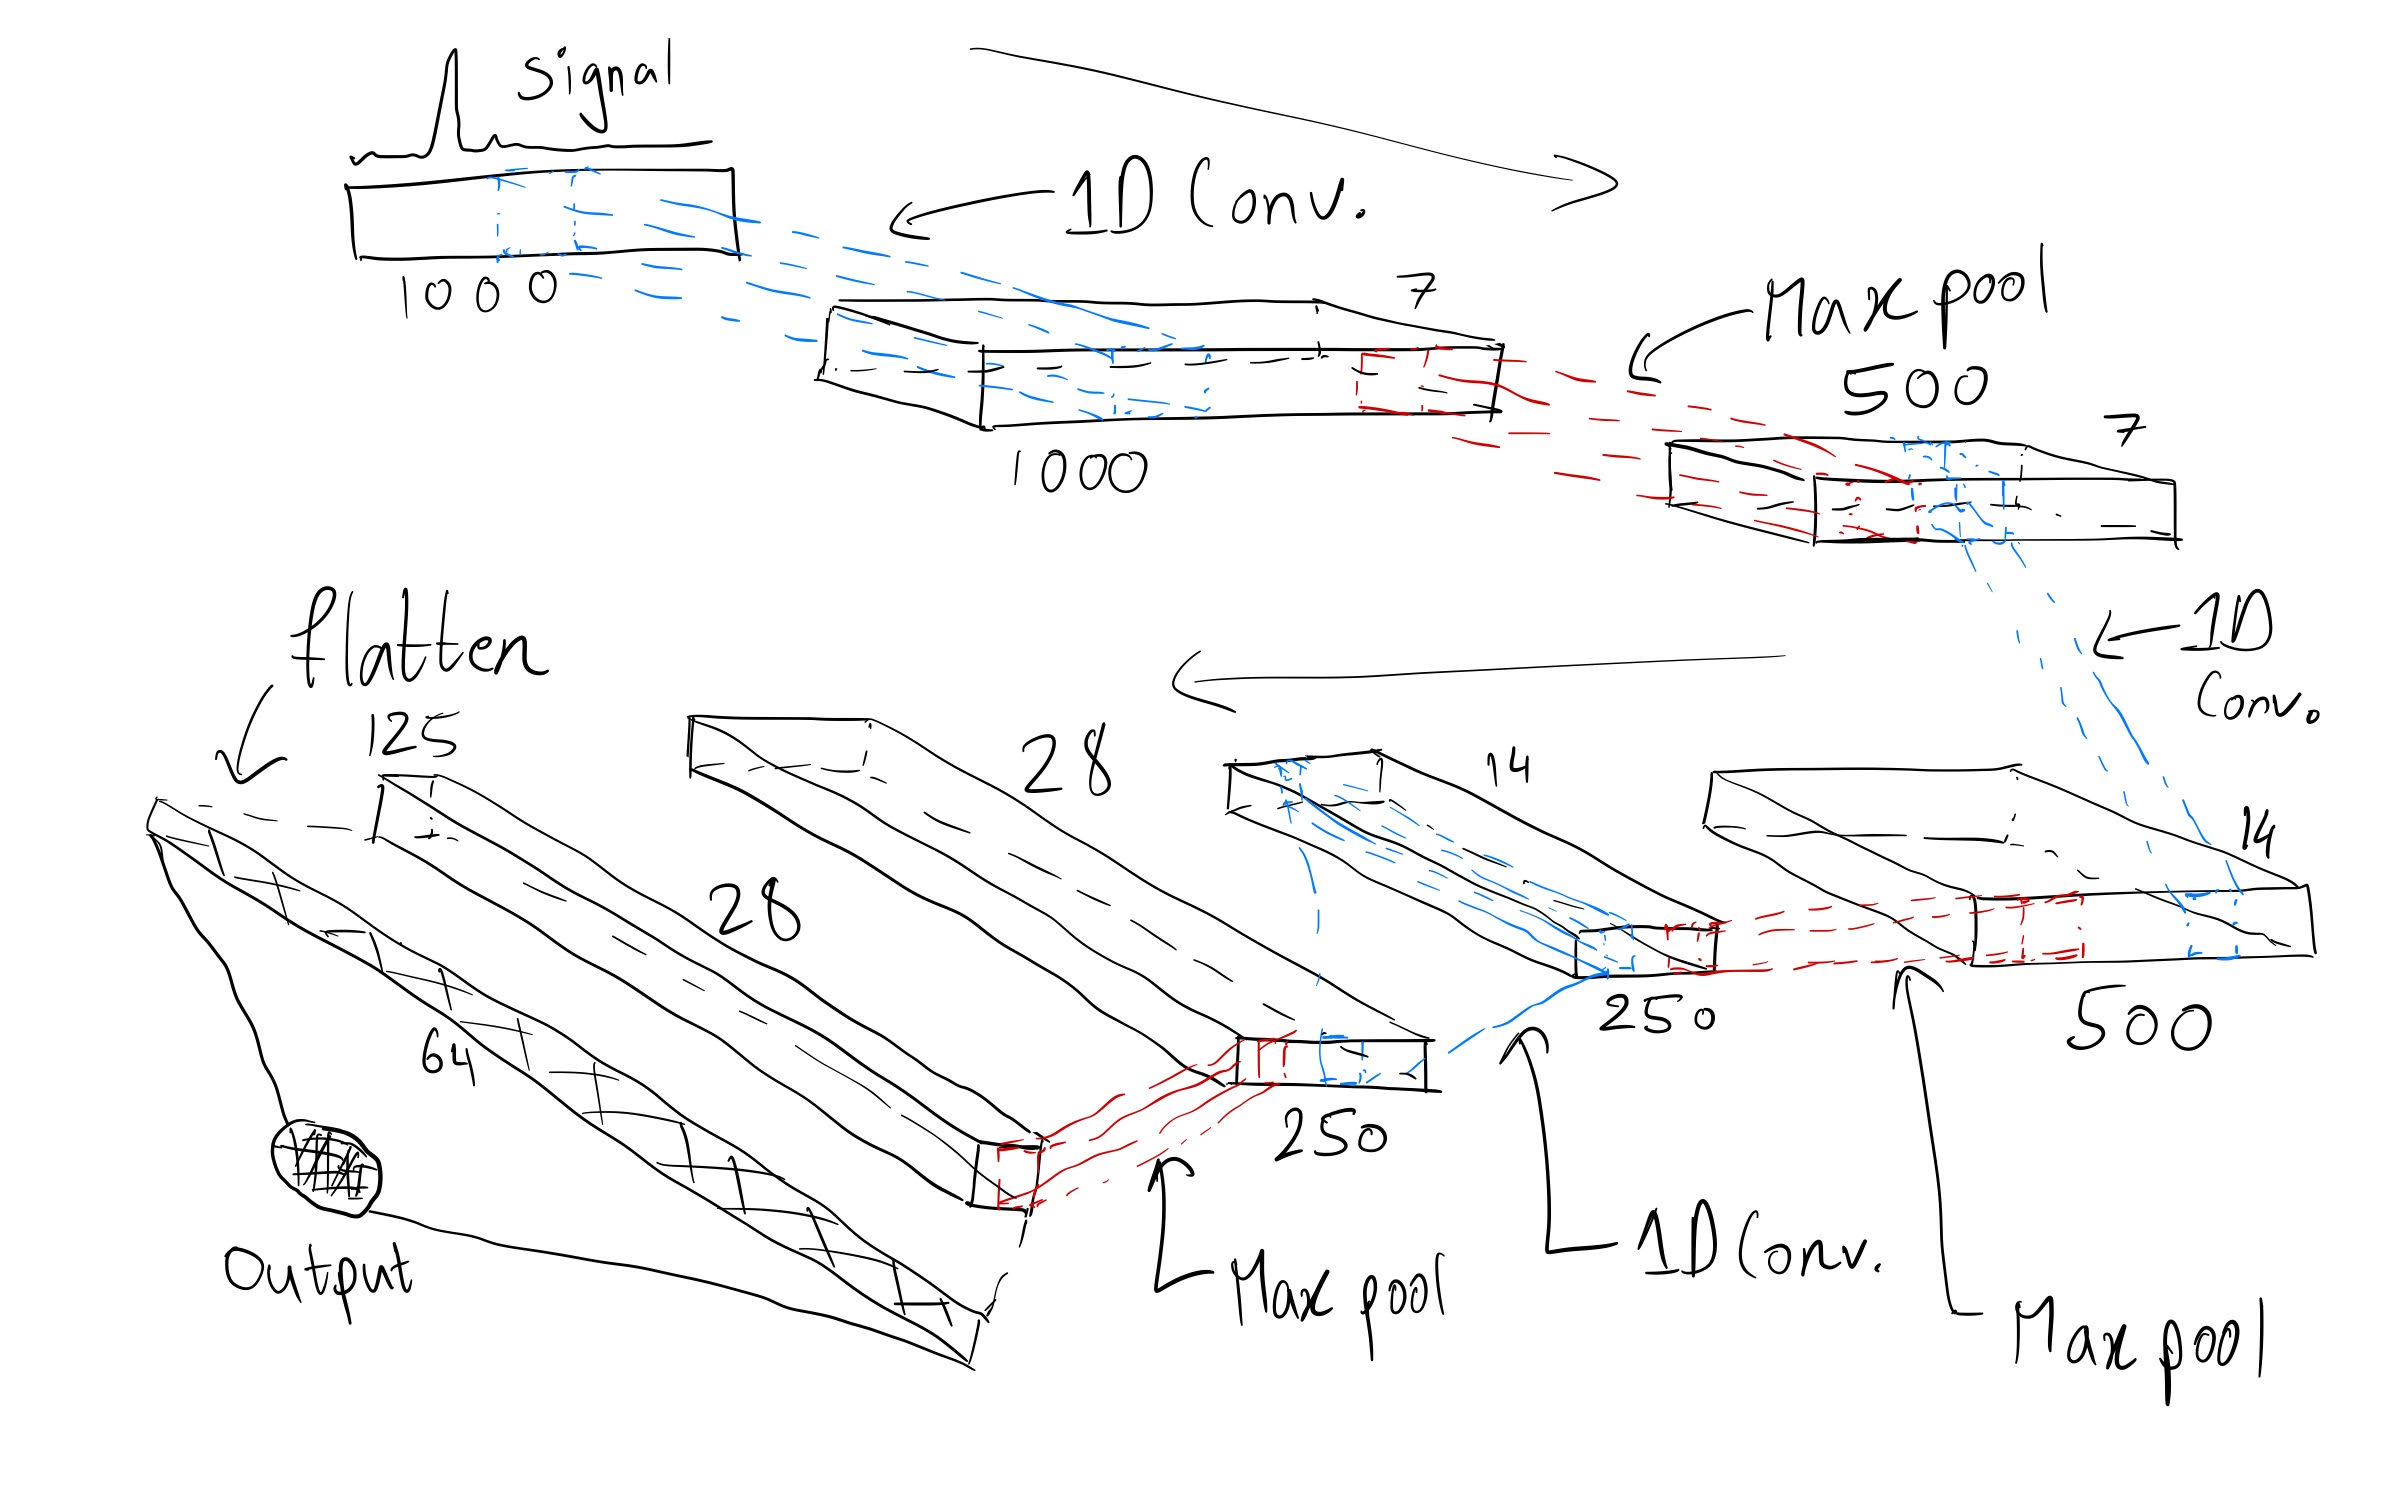 Signal
1000
1D Conv.
7
1000
Max pool
500
7
1D
Conv.
14
500
Max pool
14
250
1D Conv.
28
250
Max pool
28
125
flatten
64
Output